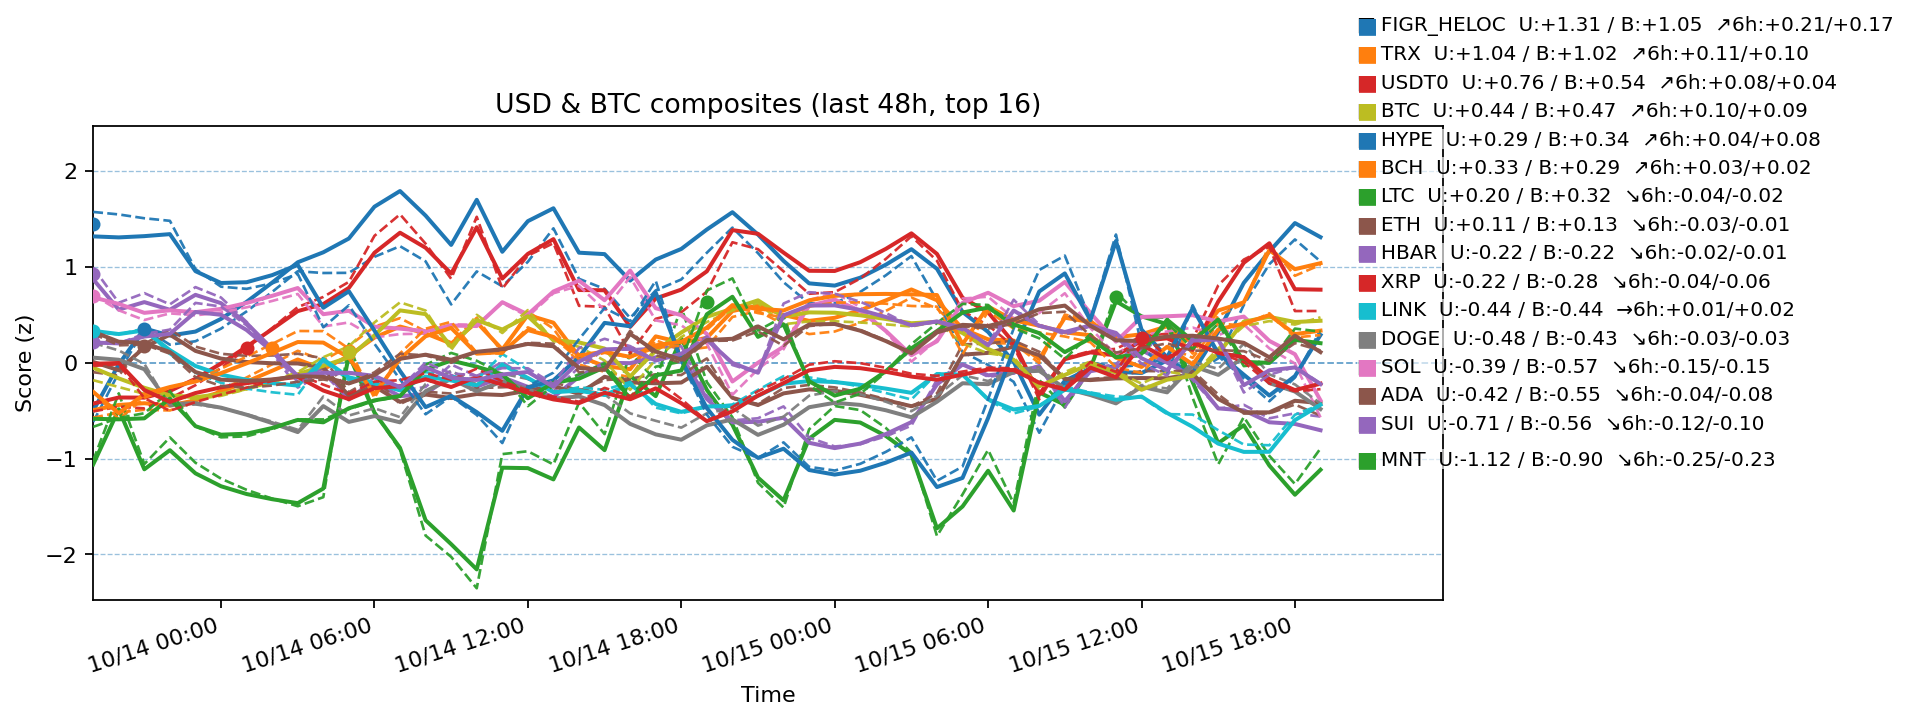 FIGR_HELOC U:+1.31 / B:+1.05 ↗6h:+0.21/+0.17
TRX U:+1.04 / B:+1.02 ↗6h:+0.11/+0.10
USDT0 U:+0.76 / B:+0.54 ↗6h:+0.08/+0.04
USD & BTC composites (last 48h, top 16)
BTC U:+0.44 / B:+0.47 ↗6h:+0.10/+0.09
HYPE U:+0.29 / B:+0.34 ↗6h:+0.04/+0.08
BCH U:+0.33 / B:+0.29 ↗6h:+0.03/+0.02
LTC U:+0.20 / B:+0.32 ↘6h:-0.04/-0.02
ETH U:+0.11 / B:+0.13 ↘6h:-0.03/-0.01
HBAR U:-0.22 / B:-0.22 ↘6h:-0.02/-0.01
XRP U:-0.22 / B:-0.28 ↘6h:-0.04/-0.06
LINK U:-0.44 / B:-0.44 →6h:+0.01/+0.02
DOGE U:-0.48 / B:-0.43 ↘6h:-0.03/-0.03
SOL U:-0.39 / B:-0.57 ↘6h:-0.15/-0.15
ADA U:-0.42 / B:-0.55 ↘6h:-0.04/-0.08
SUI U:-0.71 / B:-0.56 ↘6h:-0.12/-0.10
MNT U:-1.12 / B:-0.90 ↘6h:-0.25/-0.23
Score (z)
2
1
0
−1
−2
10/14 00:00
10/14 06:00
10/14 12:00
10/14 18:00
10/15 00:00
10/15 06:00
10/15 12:00
10/15 18:00
Time